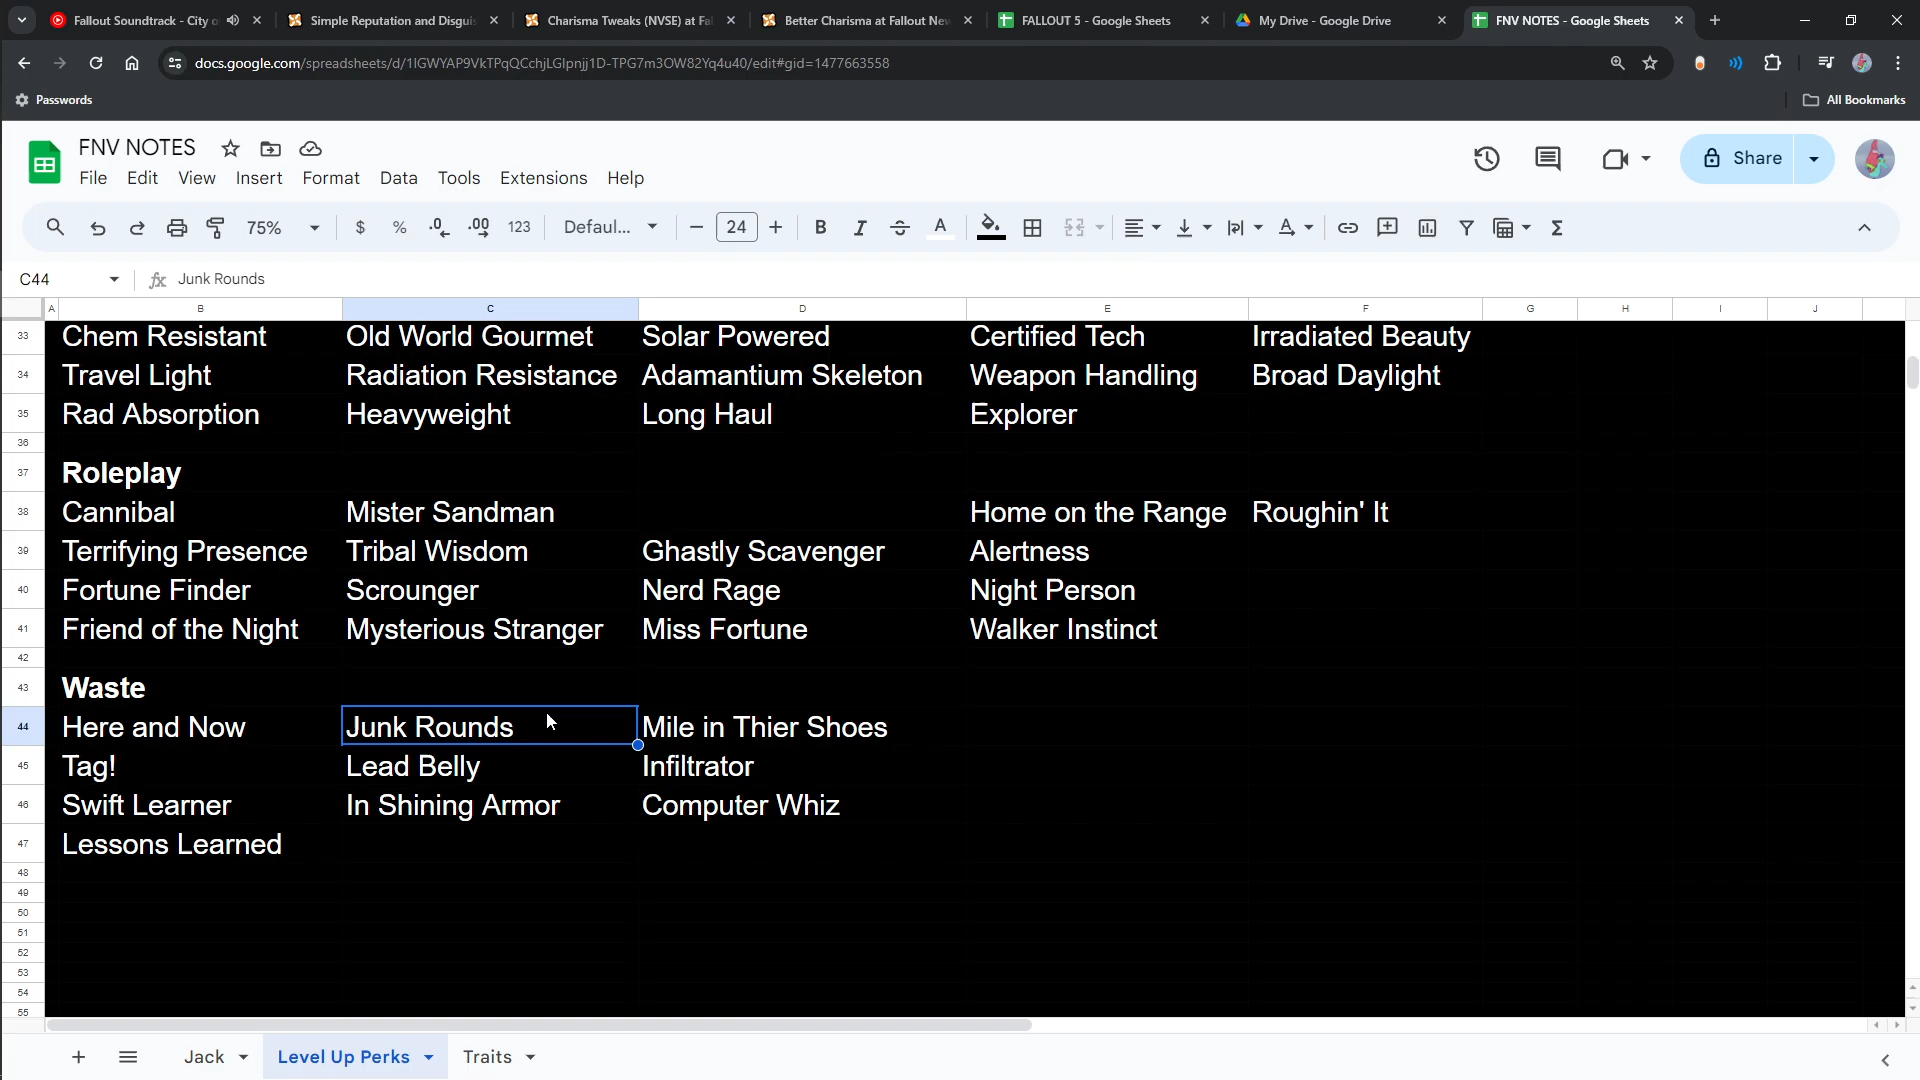 Fallout Soundtrack - City o
Simple Reputation and Disguis
Charisma Tweaks (NVSE) at Fal
Better Charisma at Fallout New
FALLOUT 5 - Google Sheets
My Drive - Google Drive
FNV NOTES - Google Sheets
docs.google.com/spreadsheets/d/1IGWYAP9VkTPqQCchjLGlpnjj1D-TPG7m3OW82Yq4u40/edit#gid=1477663558
Passwords
All Bookmarks
FNV NOTES
File Edit View Insert Format Data Tools Extensions Help
Share
75% $ % .0 .00 123 Defaul... 24 B I A
C44 fx Junk Rounds
A B C D E F G H I J
33 Chem Resistant Old World Gourmet Solar Powered Certified Tech Irradiated Beauty
34 Travel Light Radiation Resistance Adamantium Skeleton Weapon Handling Broad Daylight
35 Rad Absorption Heavyweight Long Haul Explorer
36
37 Roleplay
38 Cannibal Mister Sandman Home on the Range Roughin' It
39 Terrifying Presence Tribal Wisdom Ghastly Scavenger Alertness
40 Fortune Finder Scrounger Nerd Rage Night Person
41 Friend of the Night Mysterious Stranger Miss Fortune Walker Instinct
42
43 Waste
44 Here and Now Junk Rounds Mile in Thier Shoes
45 Tag! Lead Belly Infiltrator
46 Swift Learner In Shining Armor Computer Whiz
47 Lessons Learned
48
49
50
51
52
53
54
55
Jack Level Up Perks Traits